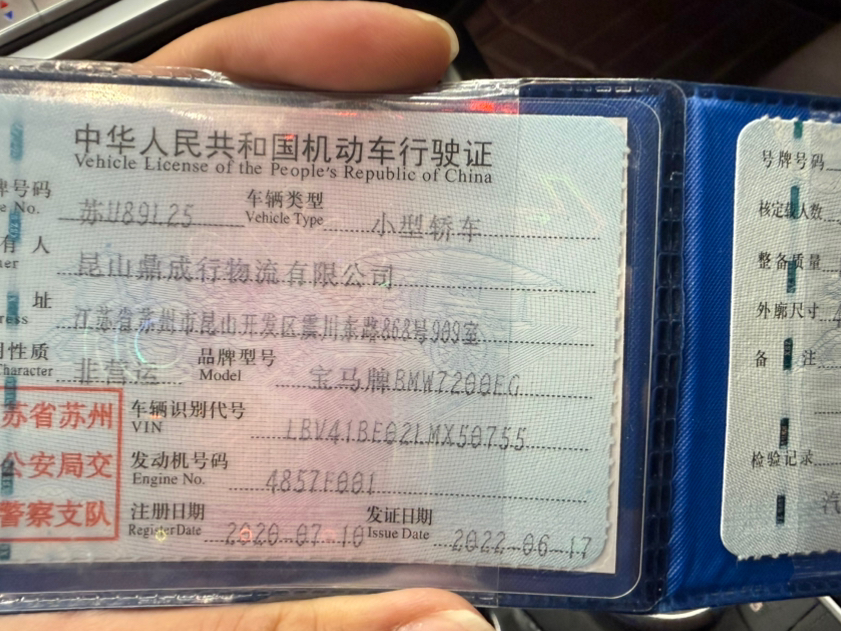 中华人民共和国机动车行驶证
Vehicle License of the People's Republic of China
牌号码
e No.
苏U89L25
车辆类型
Vehicle Type
小型轿车
有 人
er
昆山鼎成行物流有限公司
址
ress
江苏省苏州市昆山开发区震川东路868号909室
用性质
Character
非营运
品牌型号
Model
宝马牌BMW7200FG
苏省苏州
公安局交
警察支队
车辆识别代号
VIN
LBV41BE02LMX50755
发动机号码
Engine No.
4857F001
注册日期
Register Date
2020-07-10
发证日期
Issue Date
2022-06-17
号牌号码
核定载人数
整备质量
外廓尺寸
备 注
检验记录
汽